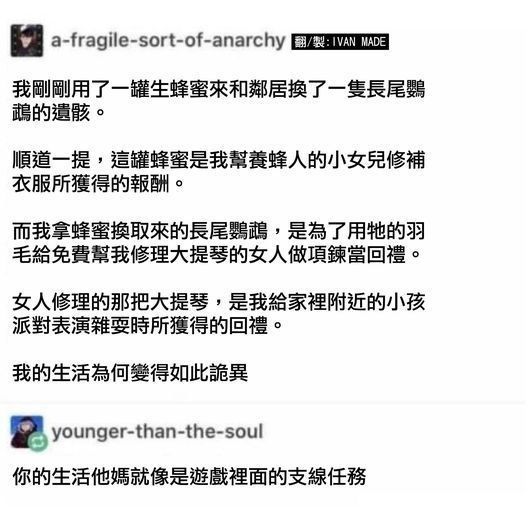 a-fragile-sort-of-anarchy 翻/製:IVAN MADE
我剛剛用了一罐生蜂蜜來和鄰居換了一隻長尾鸚
鵡的遺骸。
順道一提，這罐蜂蜜是我幫養蜂人的小女兒修補
衣服所獲得的報酬。
而我拿蜂蜜換取來的長尾鸚鵡，是為了用牠的羽
毛給免費幫我修理大提琴的女人做項鍊當回禮。
女人修理的那把大提琴，是我給家裡附近的小孩
派對表演雜耍時所獲得的回禮。
我的生活為何變得如此詭異
younger-than-the-soul
你的生活他媽就像是遊戲裡面的支線任務